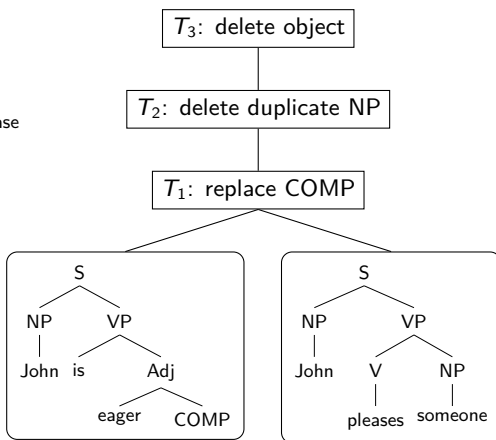 T₃: delete object
T₂: delete duplicate NP
T₁: replace COMP
S
NP VP
John is Adj
eager COMP
S
NP VP
John V NP
pleases someone